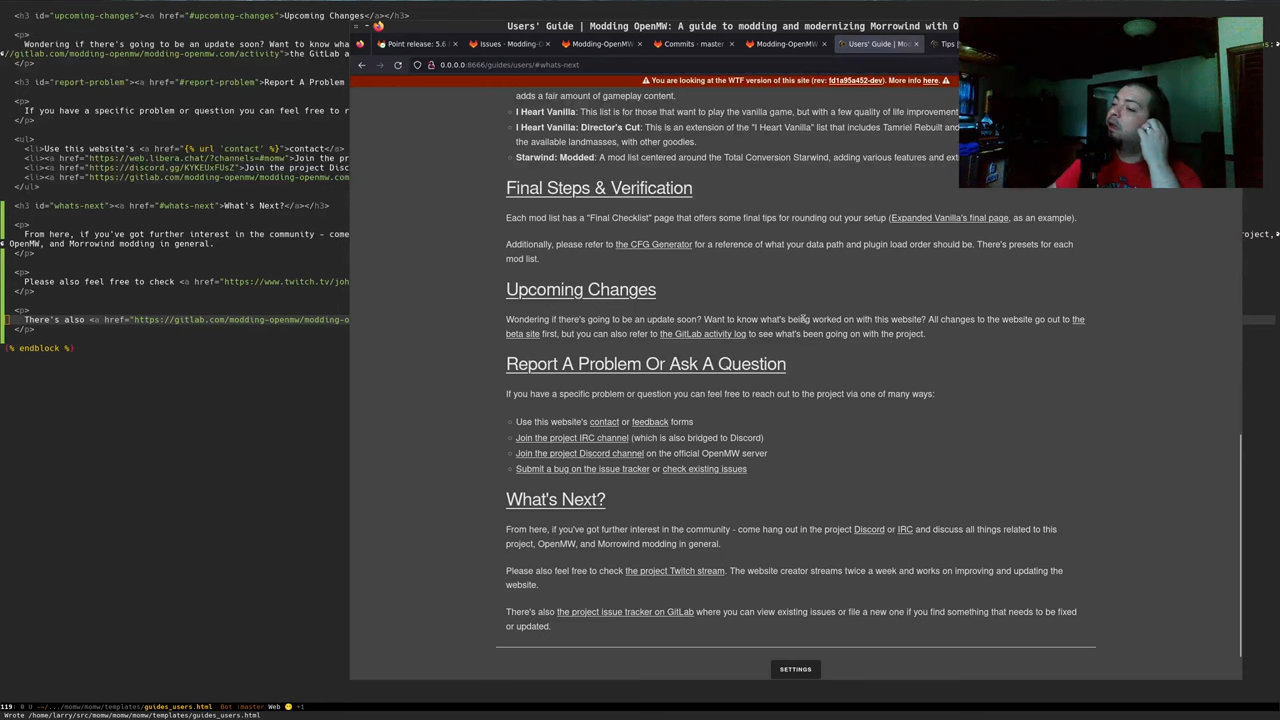 <h3 id="upcoming-changes"><a href="#upcoming-changes">Upcoming Changes</a></h3>
<p>
Wondering if there's going to be an update soon? Want to know wha
//gitlab.com/modding-openmw/modding-openmw.com/activity">the GitLab a
</p>
<h3 id="report-problem"><a href="#report-problem">Report A Problem
<p>
If you have a specific problem or question you can feel free to r
</p>
<ul>
<li>Use this website's <a href="{% url 'contact' %}">contact</a>
<li><a href="https://web.libera.chat/?channels=#momw">Join the pr
<li><a href="https://discord.gg/KYKEUxFUsZ">Join the project Disc
<li><a href="https://gitlab.com/modding-openmw/modding-openmw.com
</ul>
<h3 id="whats-next"><a href="#whats-next">What's Next?</a></h3>
<p>
From here, if you've got further interest in the community - come
OpenMW, and Morrowind modding in general.
</p>
<p>
Please also feel free to check <a href="https://www.twitch.tv/joh
</p>
<p>
There's also <a href="https://gitlab.com/modding-openmw/modding-o
</p>
{% endblock %}
oject,
119: 8 U -~/.../momw/momw/templates/guides_users.html Bot :master Web +1
Wrote /home/larry/src/momw/momw/momw/templates/guides_users.html
Users' Guide | Modding OpenMW: A guide to modding and modernizing Morrowind with O
Point release: 5.6 ×
Issues · Modding-O ×
Modding-OpenMW ×
Commits · master ×
Modding-OpenMW ×
Users' Guide | Mod ×
Tips |
0.0.0.0:8666/guides/users/#whats-next
⚠ You are looking at the WTF version of this site (rev: fd1a95a452-dev). More info here. ⚠
adds a fair amount of gameplay content.
I Heart Vanilla: This list is for those that want to play the vanilla game, but with a few quality of life improvemen
I Heart Vanilla: Director's Cut: This is an extension of the "I Heart Vanilla" list that includes Tamriel Rebuilt and
the available landmasses, with other goodies.
Starwind: Modded: A mod list centered around the Total Conversion Starwind, adding various features and ext
Final Steps & Verification
Each mod list has a "Final Checklist" page that offers some final tips for rounding out your setup (Expanded Vanilla's final page, as an example).
Additionally, please refer to the CFG Generator for a reference of what your data path and plugin load order should be. There's presets for each
mod list.
Upcoming Changes
Wondering if there's going to be an update soon? Want to know what's being worked on with this website? All changes to the website go out to the
beta site first, but you can also refer to the GitLab activity log to see what's been going on with the project.
Report A Problem Or Ask A Question
If you have a specific problem or question you can feel free to reach out to the project via one of many ways:
Use this website's contact or feedback forms
Join the project IRC channel (which is also bridged to Discord)
Join the project Discord channel on the official OpenMW server
Submit a bug on the issue tracker or check existing issues
What's Next?
From here, if you've got further interest in the community - come hang out in the project Discord or IRC and discuss all things related to this
project, OpenMW, and Morrowind modding in general.
Please also feel free to check the project Twitch stream. The website creator streams twice a week and works on improving and updating the
website.
There's also the project issue tracker on GitLab where you can view existing issues or file a new one if you find something that needs to be fixed
or updated.
SETTINGS